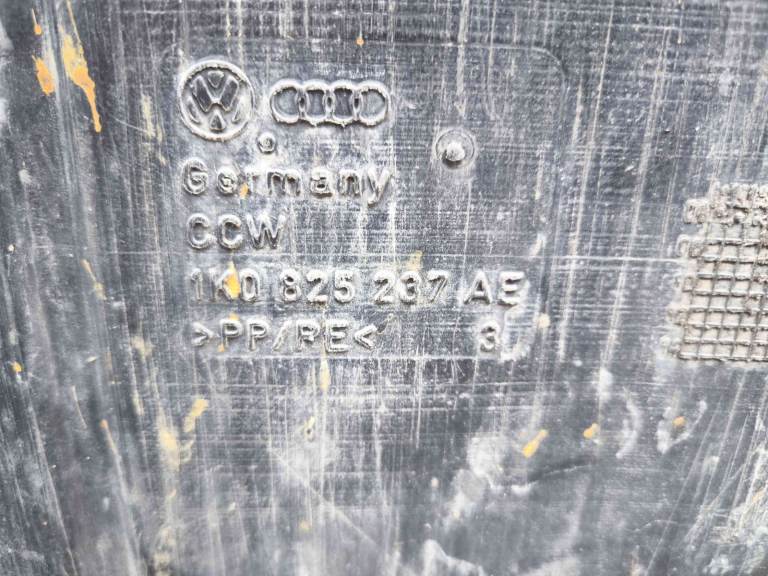 Germany
CCW
1K0 825 237 AE
>PP/PE< 3